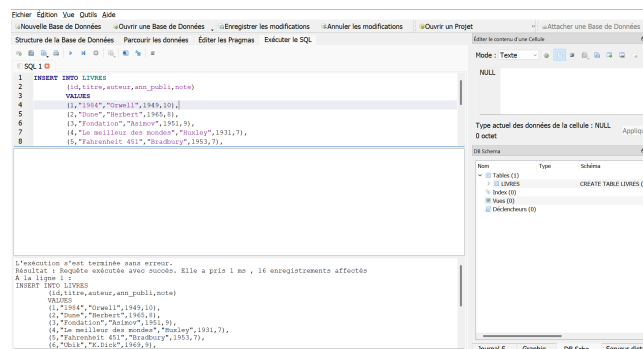 Fichier Édition Vue Outils Aide
Nouvelle Base de Données Ouvrir une Base de Données Enregistrer les modifications Annuler les modifications Ouvrir un Projet Attacher une Base de Données
Structure de la Base de Données Parcourir les données Éditer les Pragmas Exécuter le SQL
SQL 1
1 INSERT INTO LIVRES
2 (id,titre,auteur,ann_publi,note)
3 VALUES
4 (1,"1984","Orwell",1949,10),
5 (2,"Dune","Herbert",1965,8),
6 (3,"Fondation","Asimov",1951,9),
7 (4,"Le meilleur des mondes","Huxley",1931,7),
8 (5,"Fahrenheit 451","Bradbury",1953,7),
L'exécution s'est terminée sans erreur.
Résultat : Requête exécutée avec succès. Elle a pris 1 ms , 16 enregistrements affectés
À la ligne 1 :
INSERT INTO LIVRES
(id,titre,auteur,ann_publi,note)
VALUES
(1,"1984","Orwell",1949,10),
(2,"Dune","Herbert",1965,8),
(3,"Fondation","Asimov",1951,9),
(4,"Le meilleur des mondes","Huxley",1931,7),
(5,"Fahrenheit 451","Bradbury",1953,7),
(6,"Ubik","K.Dick",1969,9),
Éditer le contenu d'une Cellule
Mode : Texte
NULL
Type actuel des données de la cellule : NULL
0 octet
Appliqu
DB Schema
Nom Type Schéma
Tables (1)
LIVRES CREATE TABLE LIVRES (
Index (0)
Vues (0)
Déclencheurs (0)